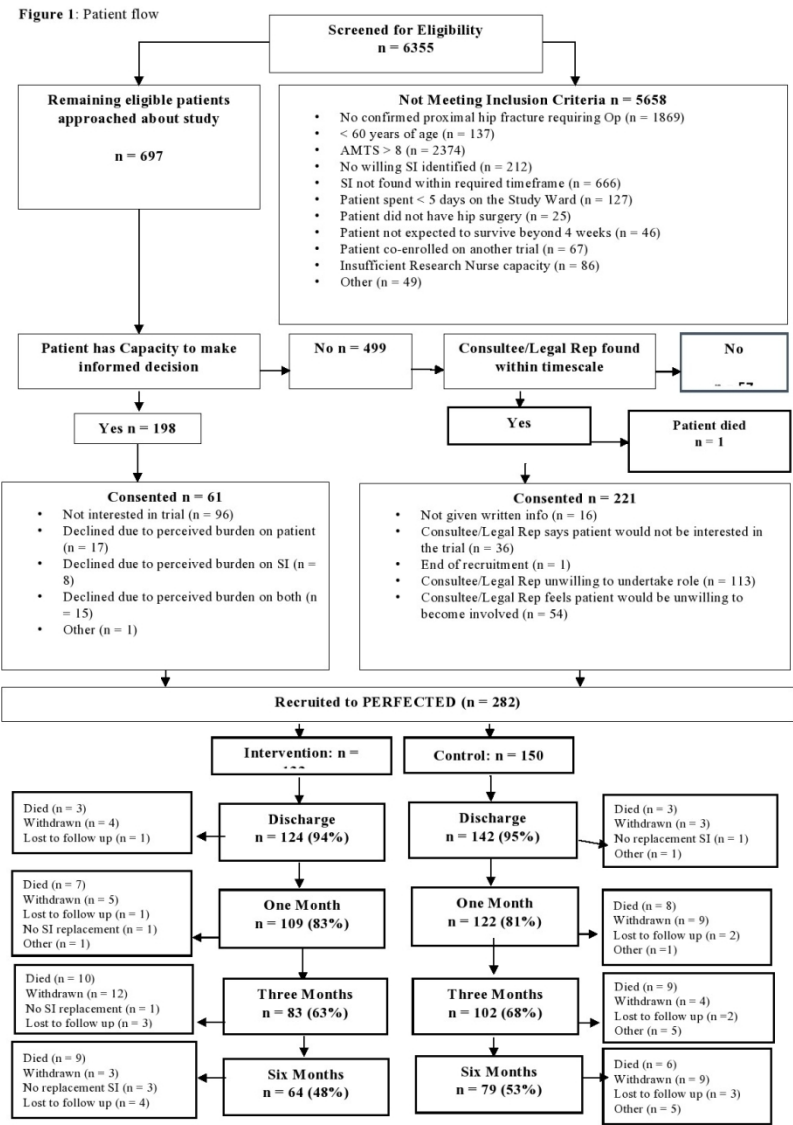 Figure 1: Patient flow
Screened for Eligibility
n = 6355
Remaining eligible patients
approached about study
n = 697
Not Meeting Inclusion Criteria n = 5658
• No confirmed proximal hip fracture requiring Op (n = 1869)
• < 60 years of age (n = 137)
• AMTS > 8 (n = 2374)
• No willing SI identified (n = 212)
• SI not found within required timeframe (n = 666)
• Patient spent < 5 days on the Study Ward (n = 127)
• Patient did not have hip surgery (n = 25)
• Patient not expected to survive beyond 4 weeks (n = 46)
• Patient co-enrolled on another trial (n = 67)
• Insufficient Research Nurse capacity (n = 86)
• Other (n = 49)
Patient has Capacity to make
informed decision
No n = 499
Consultee/Legal Rep found
within timescale
No
Yes n = 198
Yes
Patient died
n = 1
Consented n = 61
• Not interested in trial (n = 96)
• Declined due to perceived burden on patient
(n = 17)
• Declined due to perceived burden on SI (n =
8)
• Declined due to perceived burden on both (n
= 15)
• Other (n = 1)
Consented n = 221
• Not given written info (n = 16)
• Consultee/Legal Rep says patient would not be interested in
the trial (n = 36)
• End of recruitment (n = 1)
• Consultee/Legal Rep unwilling to undertake role (n = 113)
• Consultee/Legal Rep feels patient would be unwilling to
become involved (n = 54)
Recruited to PERFECTED (n = 282)
Intervention: n =
Control: n = 150
Died (n = 3)
Withdrawn (n = 4)
Lost to follow up (n = 1)
Discharge
n = 124 (94%)
Discharge
n = 142 (95%)
Died (n = 3)
Withdrawn (n = 3)
No replacement SI (n = 1)
Other (n = 1)
Died (n = 7)
Withdrawn (n = 5)
Lost to follow up (n = 1)
No SI replacement (n = 1)
Other (n = 1)
One Month
n = 109 (83%)
One Month
n = 122 (81%)
Died (n = 8)
Withdrawn (n = 9)
Lost to follow up (n = 2)
Other (n =1)
Died (n = 10)
Withdrawn (n = 12)
No SI replacement (n = 1)
Lost to follow up (n = 3)
Three Months
n = 83 (63%)
Three Months
n = 102 (68%)
Died (n = 9)
Withdrawn (n = 4)
Lost to follow up (n =2)
Other (n = 5)
Died (n = 9)
Withdrawn (n = 3)
No replacement SI (n = 3)
Lost to follow up (n = 4)
Six Months
n = 64 (48%)
Six Months
n = 79 (53%)
Died (n = 6)
Withdrawn (n = 9)
Lost to follow up (n = 3)
Other (n = 5)